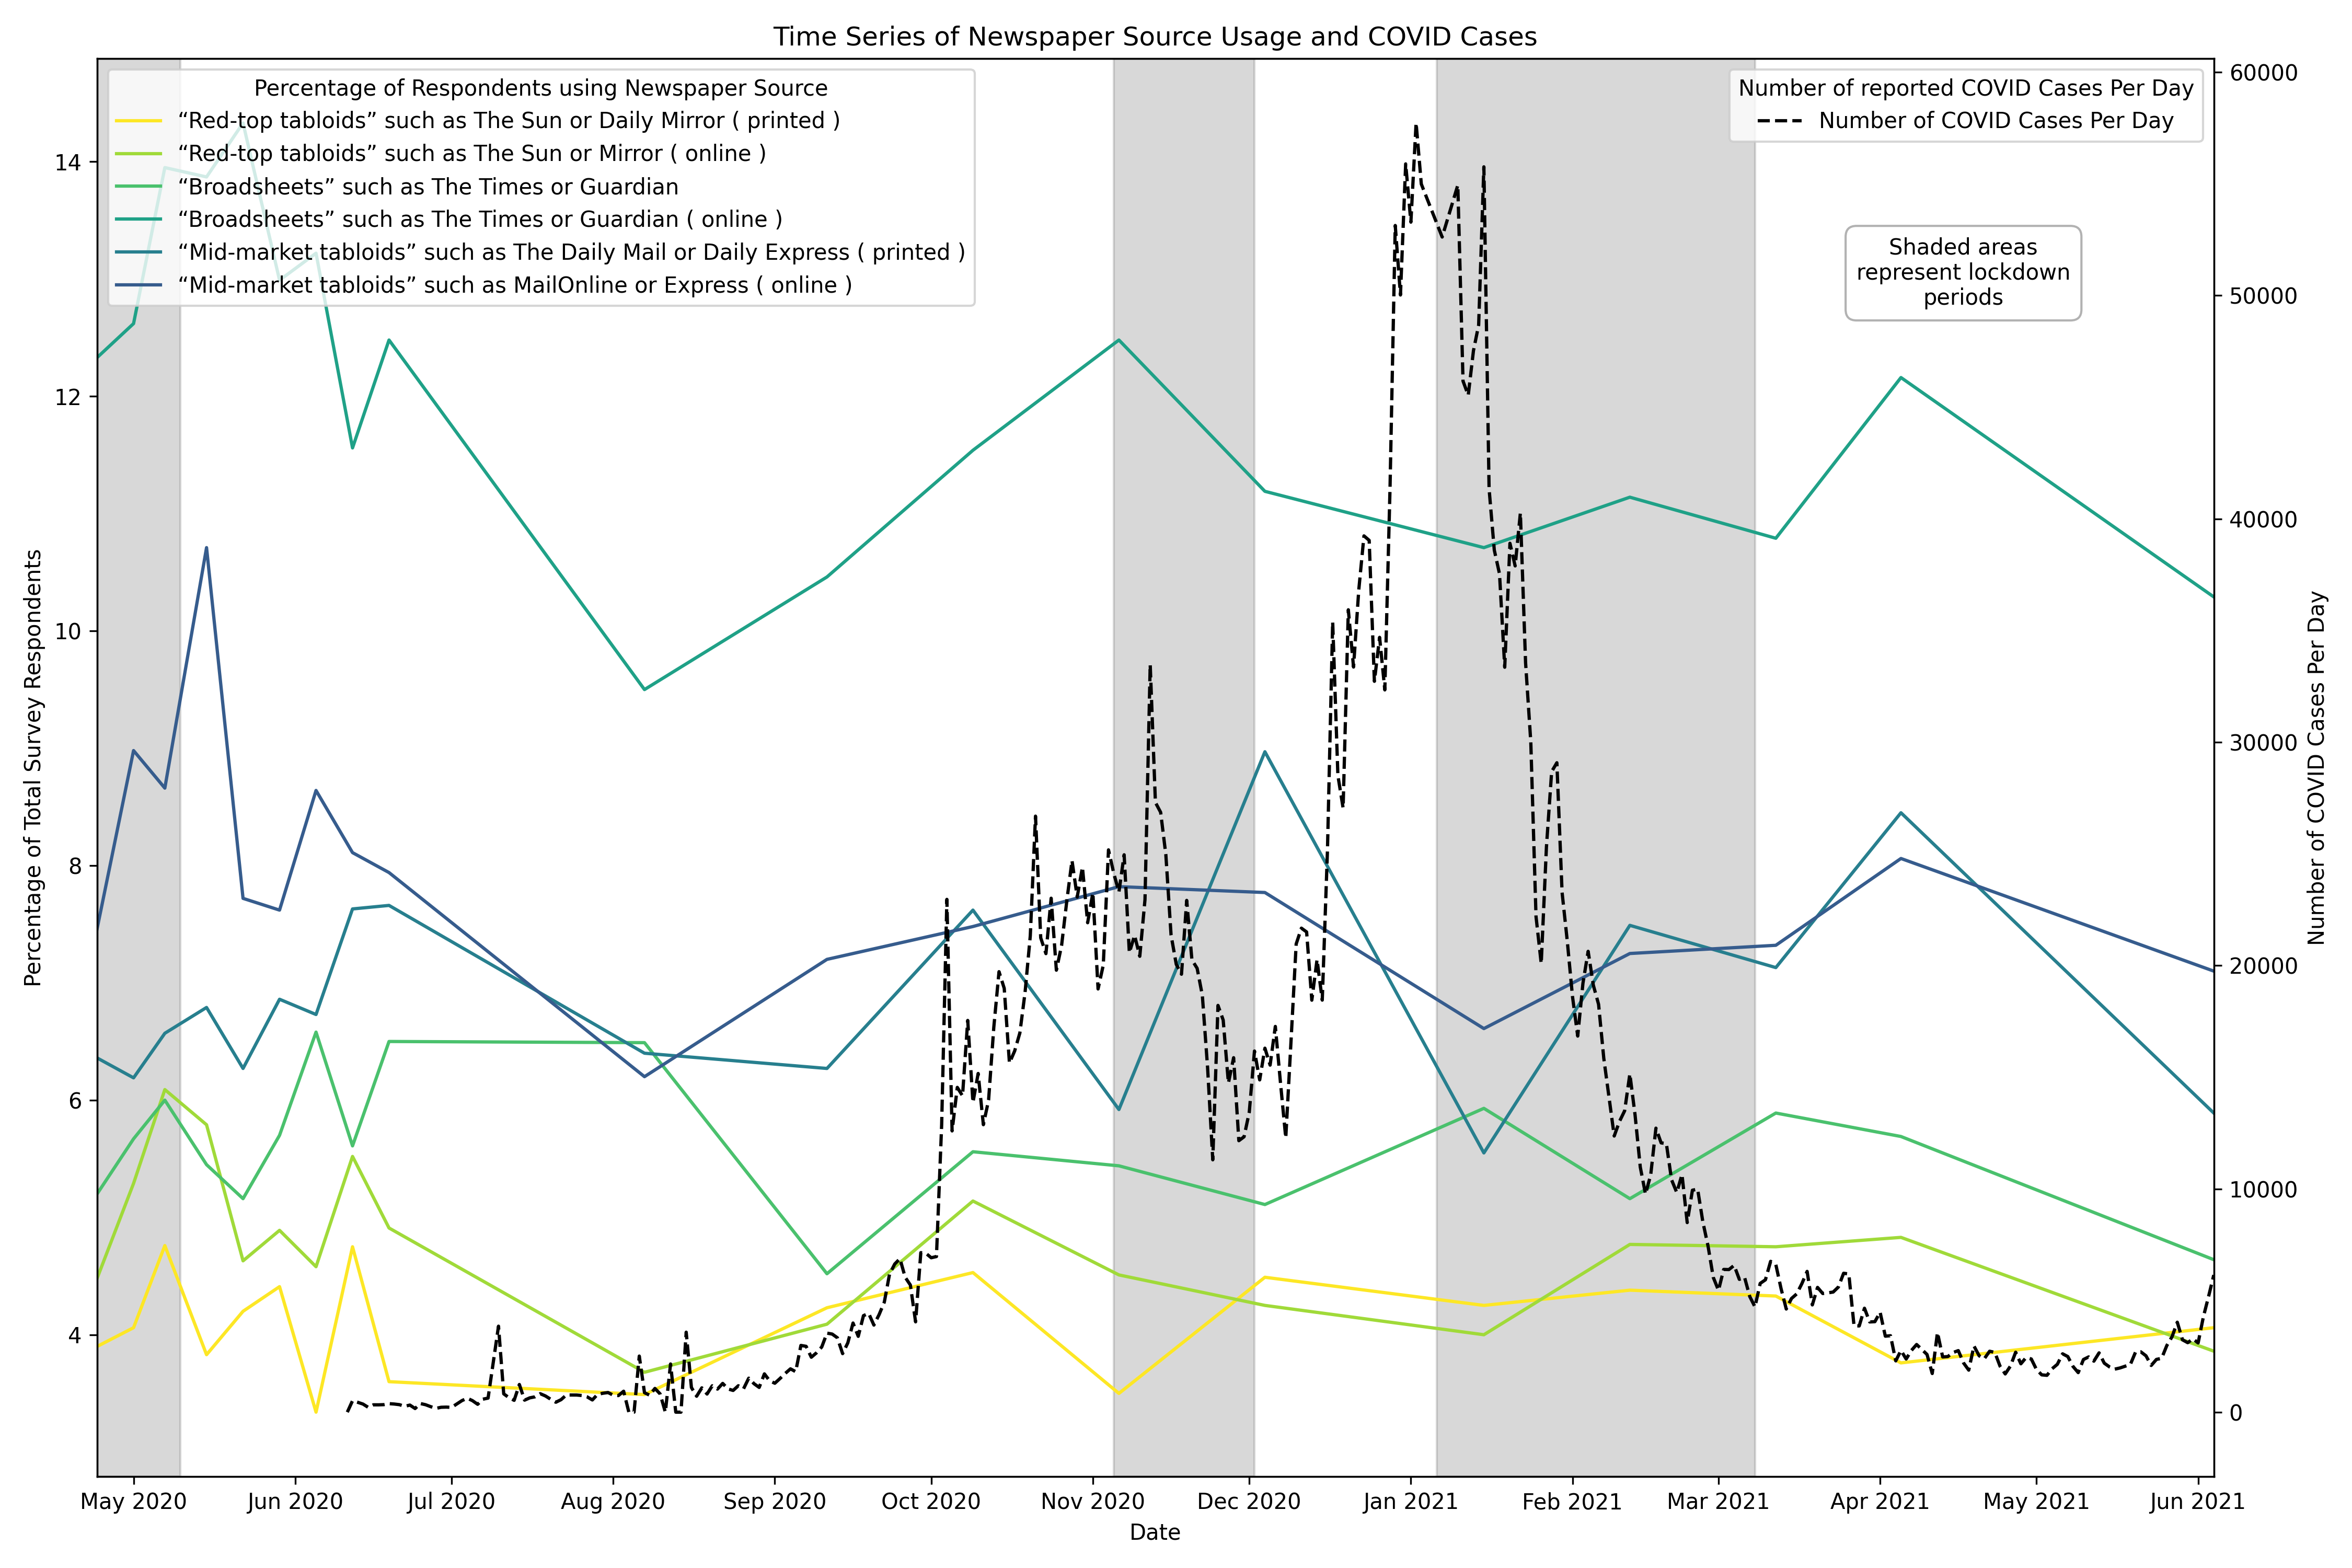 Time Series of Newspaper Source Usage and COVID Cases
Percentage of Respondents using Newspaper Source
“Red-top tabloids” such as The Sun or Daily Mirror ( printed )
“Red-top tabloids” such as The Sun or Mirror ( online )
“Broadsheets” such as The Times or Guardian
“Broadsheets” such as The Times or Guardian ( online )
“Mid-market tabloids” such as The Daily Mail or Daily Express ( printed )
“Mid-market tabloids” such as MailOnline or Express ( online )
Number of reported COVID Cases Per Day
Number of COVID Cases Per Day
Shaded areas
represent lockdown
periods
Percentage of Total Survey Respondents
14
12
10
8
6
4
60000
50000
40000
30000
20000
10000
0
Number of COVID Cases Per Day
May 2020 Jun 2020 Jul 2020 Aug 2020 Sep 2020 Oct 2020 Nov 2020 Dec 2020 Jan 2021 Feb 2021 Mar 2021 Apr 2021 May 2021 Jun 2021
Date